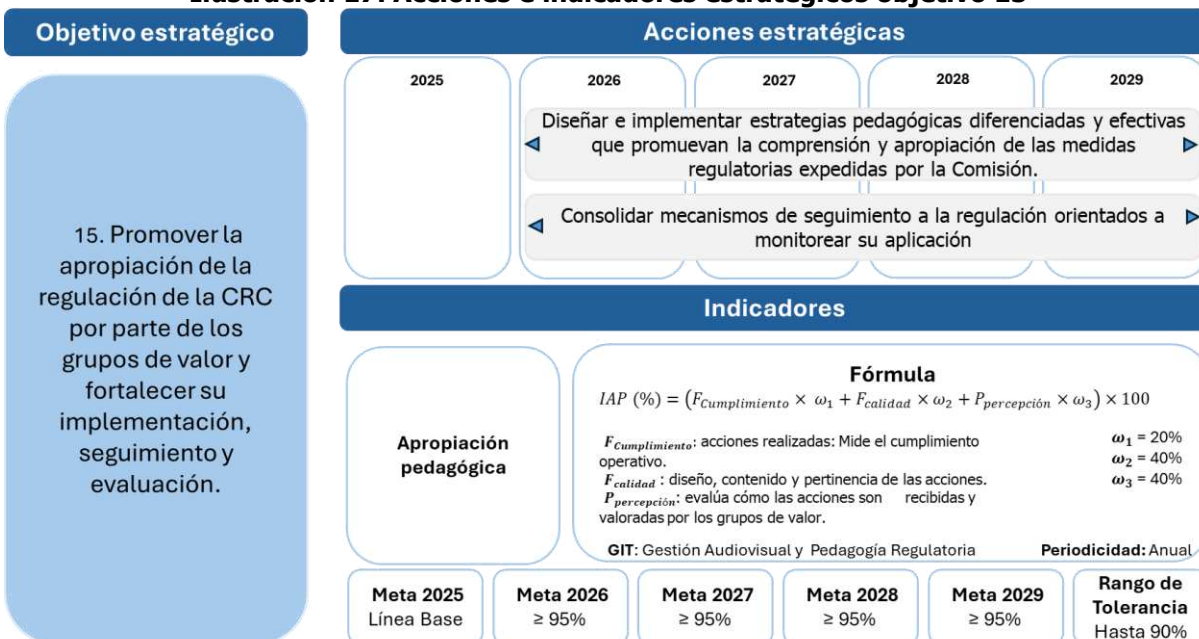 Ilustración 17. Acciones e indicadores estratégicos objetivo 15
Objetivo estratégico
15. Promover la
apropiación de la
regulación de la CRC
por parte de los
grupos de valor y
fortalecer su
implementación,
seguimiento y
evaluación.
Acciones estratégicas
2025 2026 2027 2028 2029
Diseñar e implementar estrategias pedagógicas diferenciadas y efectivas
que promuevan la comprensión y apropiación de las medidas
regulatorias expedidas por la Comisión.
Consolidar mecanismos de seguimiento a la regulación orientados a
monitorear su aplicación
Indicadores
Apropiación
pedagógica
Fórmula
IAP (%) = (F_Cumplimiento × ω₁ + F_calidad × ω₂ + P_percepción × ω₃) × 100
F_Cumplimiento: acciones realizadas: Mide el cumplimiento
operativo.
F_calidad : diseño, contenido y pertinencia de las acciones.
P_percepción: evalúa cómo las acciones son recibidas y
valoradas por los grupos de valor.
ω₁ = 20%
ω₂ = 40%
ω₃ = 40%
GIT: Gestión Audiovisual y Pedagogía Regulatoria Periodicidad: Anual
Meta 2025
Línea Base
Meta 2026
≥ 95%
Meta 2027
≥ 95%
Meta 2028
≥ 95%
Meta 2029
≥ 95%
Rango de
Tolerancia
Hasta 90%